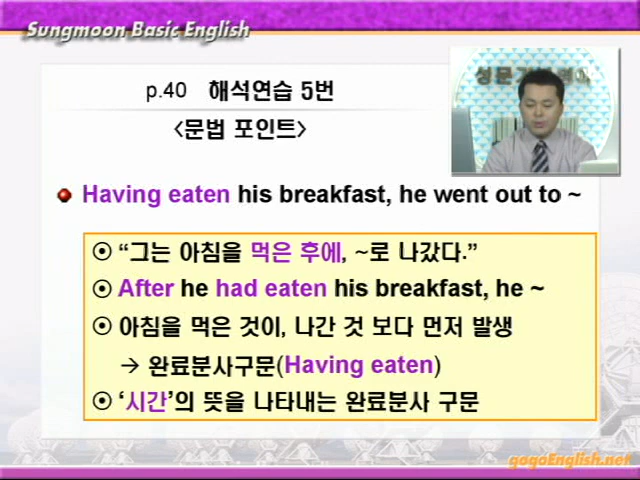 Sungmoon Basic English
p.40 해석연습 5번
<문법 포인트>
Having eaten his breakfast, he went out to ~
“그는 아침을 먹은 후에, ~로 나갔다.”
After he had eaten his breakfast, he ~
아침을 먹은 것이, 나간 것 보다 먼저 발생
→ 완료분사구문(Having eaten)
‘시간’의 뜻을 나타내는 완료분사 구문
gogoEnglish.net